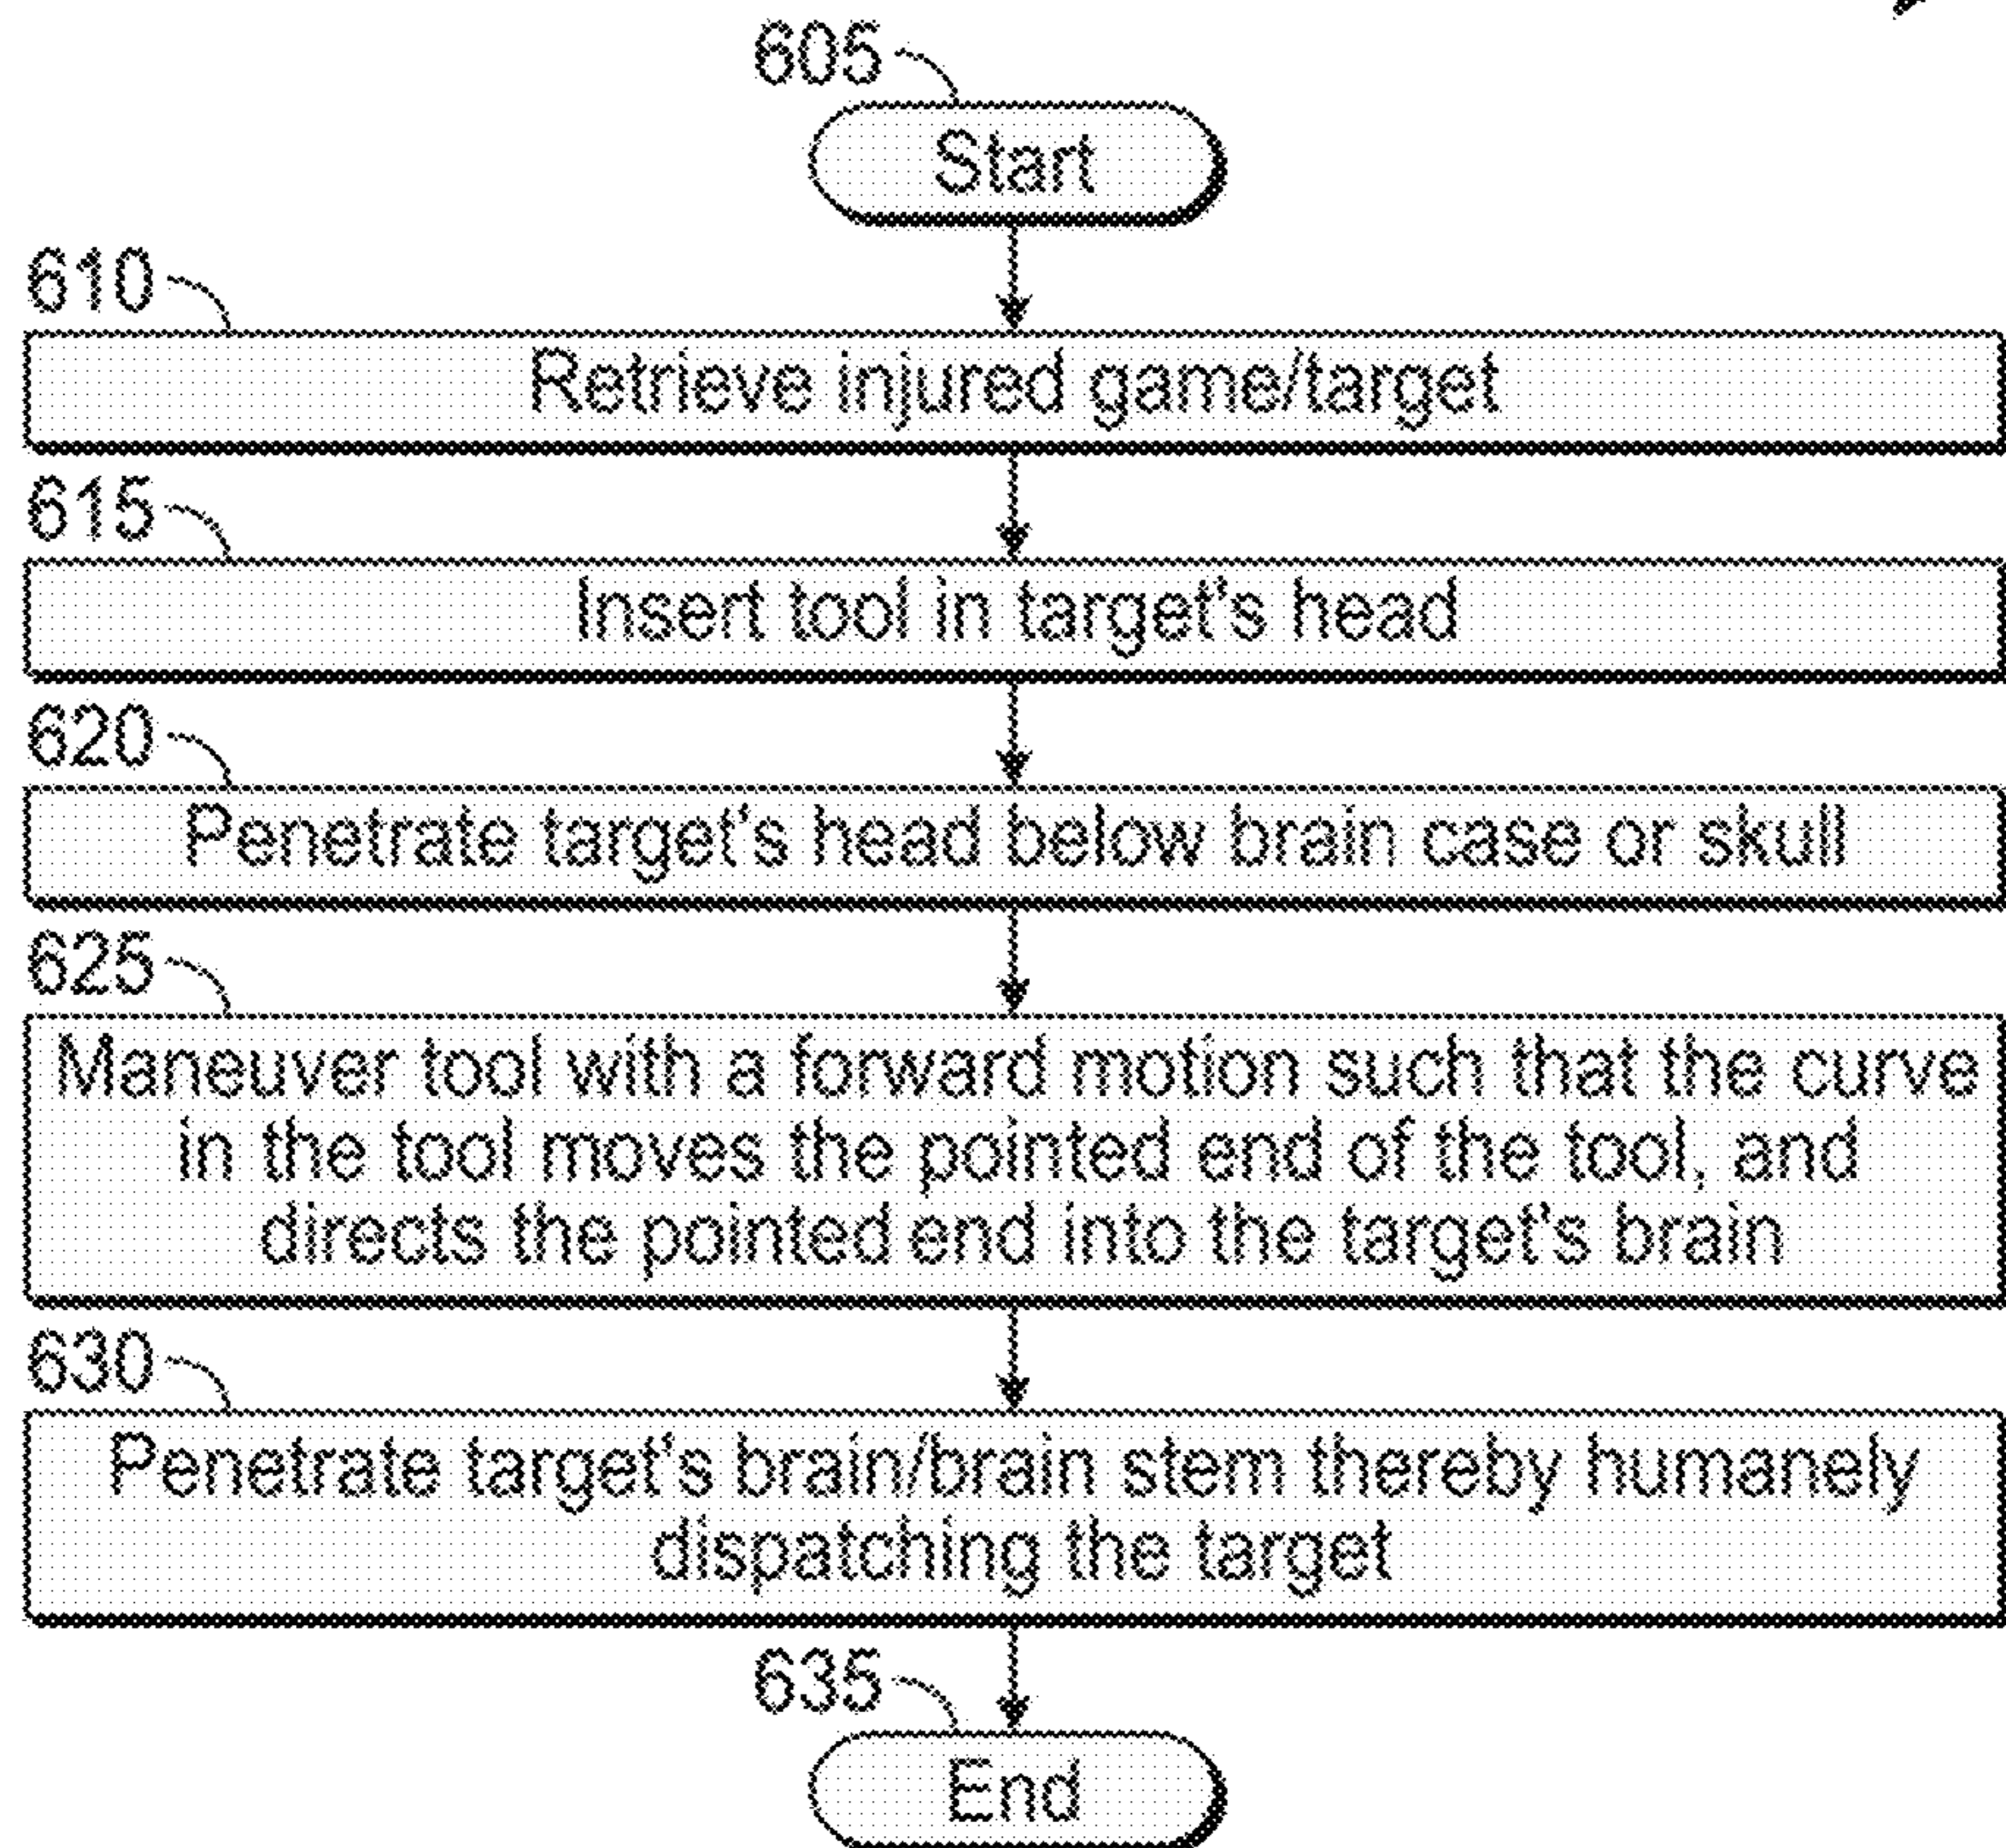 605
Start
610
Retrieve injured game/target
615
Insert tool in target's head
620
Penetrate target's head below brain case or skull
625
Maneuver tool with a forward motion such that the curve
in the tool moves the pointed end of the tool, and
directs the pointed end into the target's brain
630
Penetrate target's brain/brain stem thereby humanely
dispatching the target
635
End